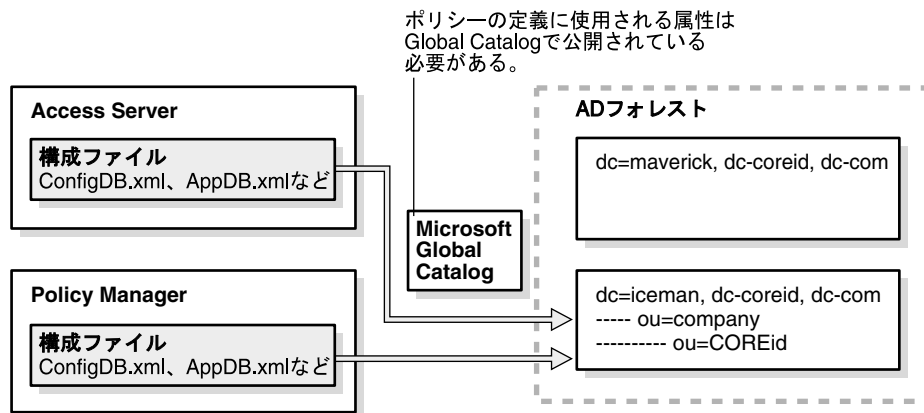 ポリシーの定義に使用される属性は
Global Catalogで公開されている
必要がある。
Access Server
構成ファイル
ConfigDB.xml、AppDB.xmlなど
Policy Manager
構成ファイル
ConfigDB.xml、AppDB.xmlなど
Microsoft
Global
Catalog
ADフォレスト
dc=maverick, dc-coreid, dc-com
dc=iceman, dc-coreid, dc-com
----- ou=company
---------- ou=COREid